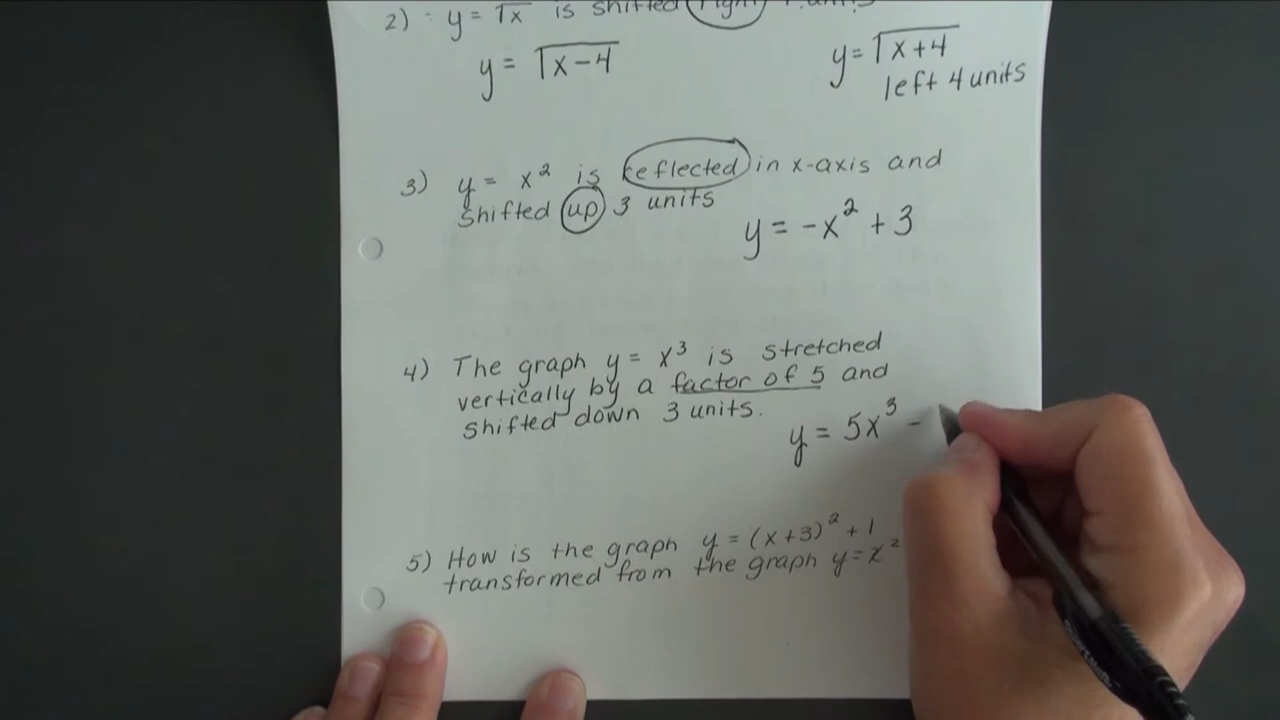 2) y = √x is shifted right
y = √x-4
y = √x+4
left 4 units
3) y = x² is reflected in x-axis and
shifted up 3 units
y = -x² + 3
4) The graph y = x³ is stretched
vertically by a factor of 5 and
shifted down 3 units.
y = 5x³ -
5) How is the graph y = (x+3)² + 1
transformed from the graph y = x²